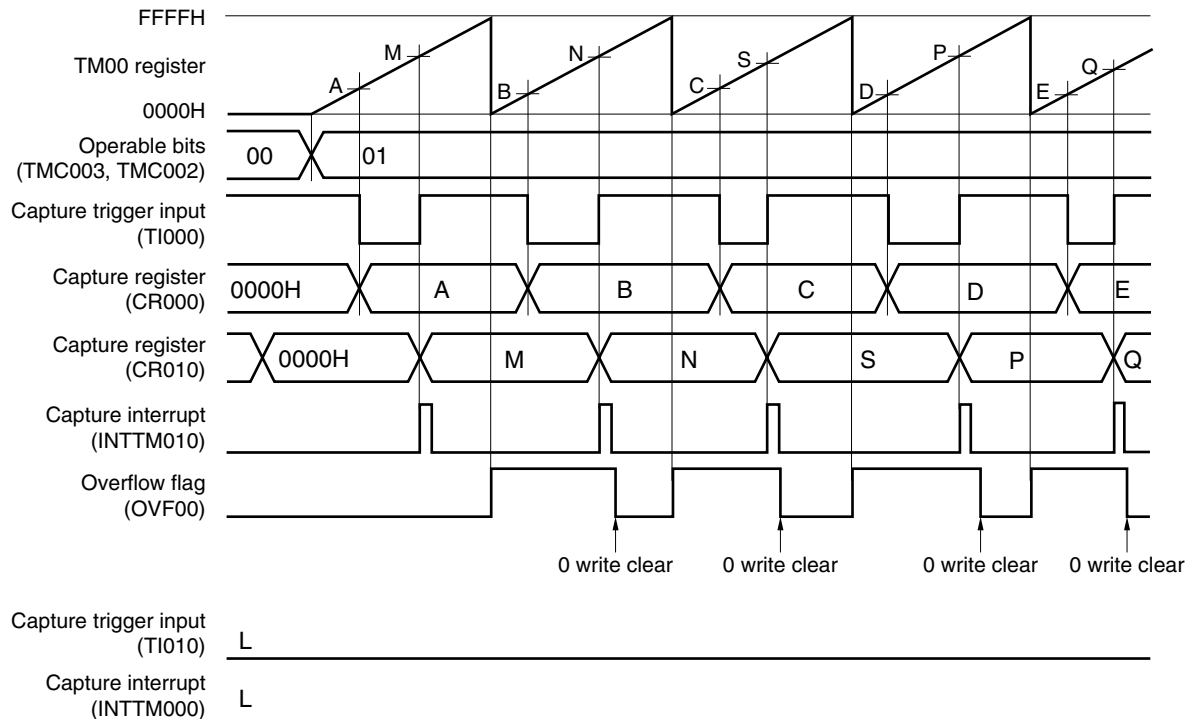 FFFFH
TM00 register
0000H
A M B N C S D P E Q
Operable bits
(TMC003, TMC002)
00 01
Capture trigger input
(TI000)
Capture register
(CR000)
0000H A B C D E
Capture register
(CR010)
0000H M N S P Q
Capture interrupt
(INTTM010)
Overflow flag
(OVF00)
0 write clear 0 write clear 0 write clear 0 write clear
Capture trigger input
(TI010)
L
Capture interrupt
(INTTM000)
L